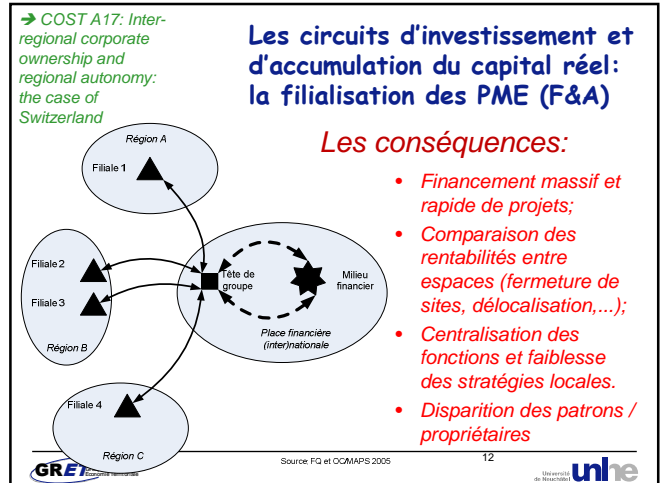 ➔ COST A17: Inter-
regional corporate
ownership and
regional autonomy:
the case of
Switzerland
Les circuits d'investissement et
d'accumulation du capital réel:
la filialisation des PME (F&A)
Les conséquences:
• Financement massif et
rapide de projets;
• Comparaison des
rentabilités entre
espaces (fermeture de
sites, délocalisation,...);
• Centralisation des
fonctions et faiblesse
des stratégies locales.
• Disparition des patrons /
propriétaires
Région A
Filiale 1
Filiale 2
Filiale 3
Région B
Tête de
groupe
Milieu
financier
Place financière
(inter)nationale
Filiale 4
Région C
Source: FQ et OC/MAPS 2005
12
GRET
Économie Territoriales
Université
de Neuchâtel
unine